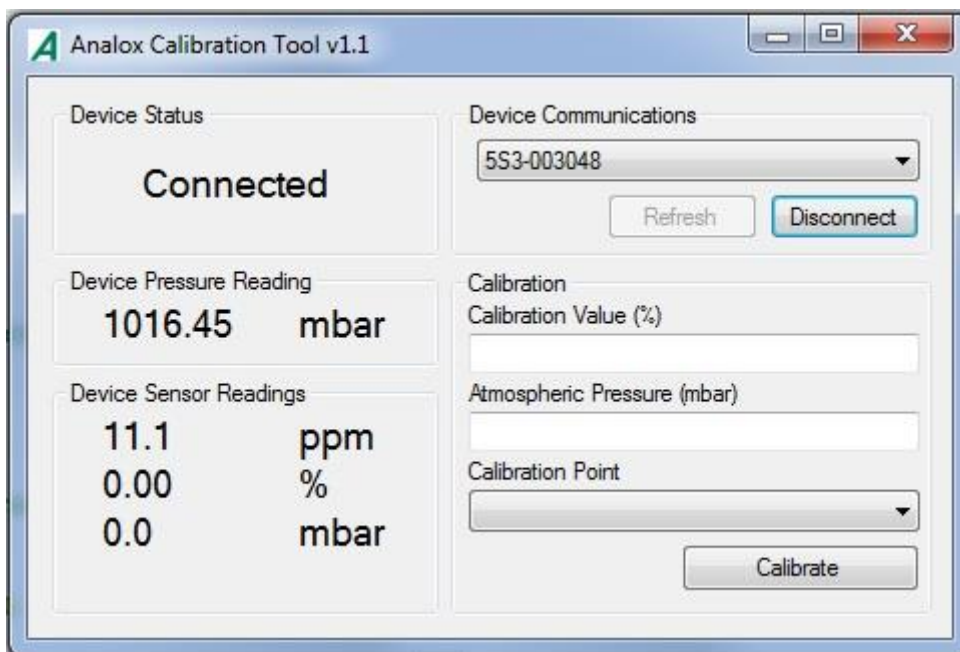 Analox Calibration Tool v1.1
Device Status
Connected
Device Communications
5S3-003048
Refresh
Disconnect
Device Pressure Reading
1016.45 mbar
Device Sensor Readings
11.1 ppm
0.00 %
0.0 mbar
Calibration
Calibration Value (%)
Atmospheric Pressure (mbar)
Calibration Point
Calibrate